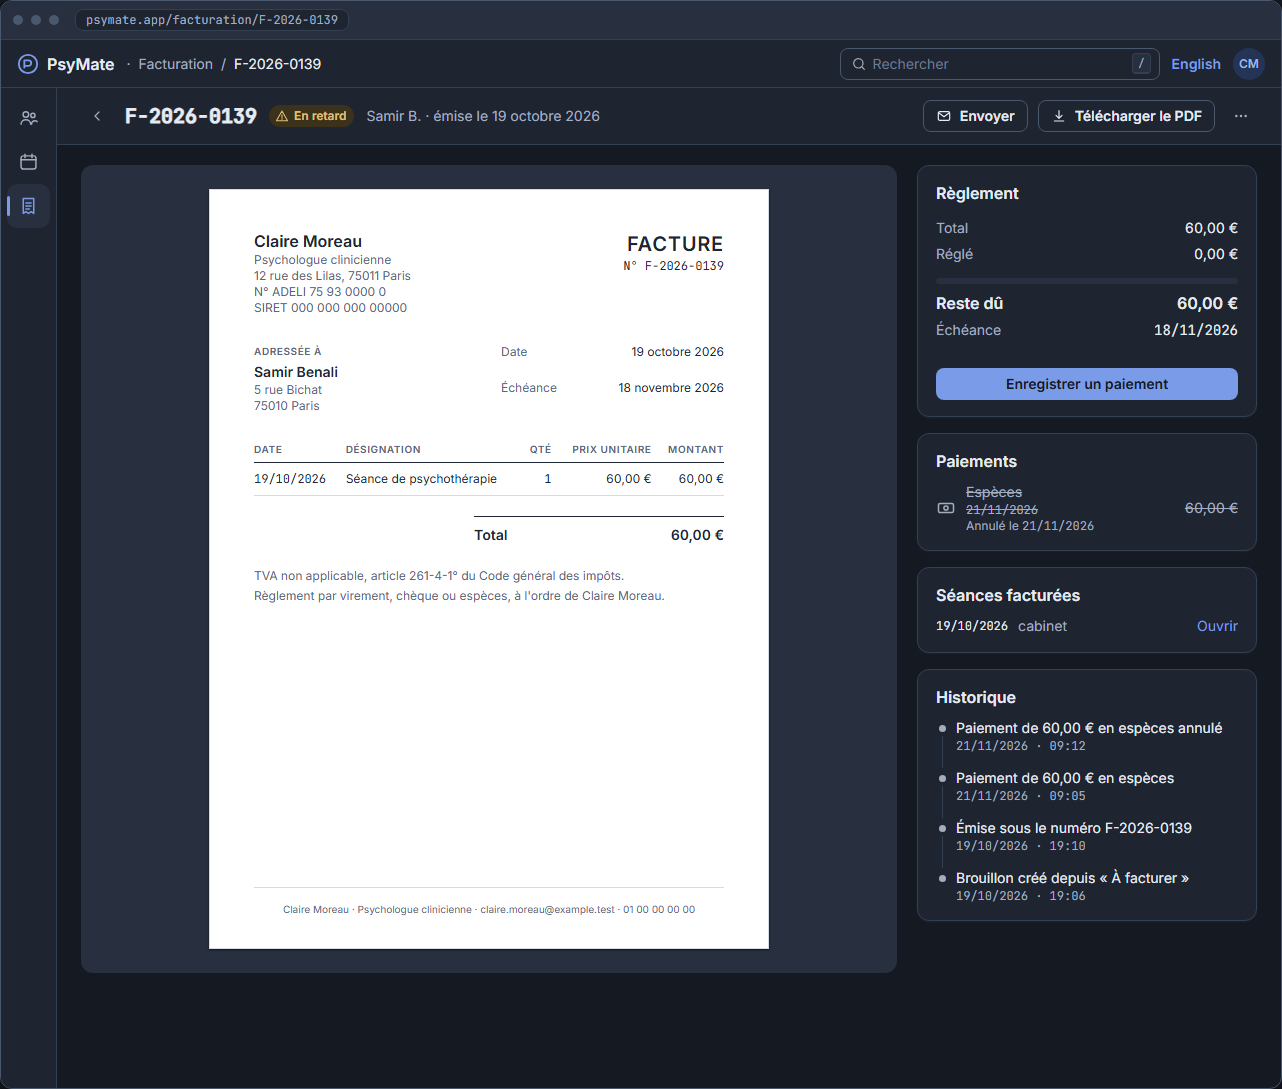 psymate.app/facturation/F-2026-0139
PsyMate · Facturation / F-2026-0139
Rechercher /
English
CM
F-2026-0139
En retard
Samir B. · émise le 19 octobre 2026
Envoyer
Télécharger le PDF
Claire Moreau
Psychologue clinicienne
12 rue des Lilas, 75011 Paris
N° ADELI 75 93 0000 0
SIRET 000 000 000 00000
FACTURE
N° F-2026-0139
ADRESSÉE À
Samir Benali
5 rue Bichat
75010 Paris
Date 19 octobre 2026
Échéance 18 novembre 2026
DATE DÉSIGNATION QTÉ PRIX UNITAIRE MONTANT
19/10/2026 Séance de psychothérapie 1 60,00 € 60,00 €
Total 60,00 €
TVA non applicable, article 261-4-1° du Code général des impôts.
Règlement par virement, chèque ou espèces, à l'ordre de Claire Moreau.
Claire Moreau · Psychologue clinicienne · claire.moreau@example.test · 01 00 00 00 00
Règlement
Total 60,00 €
Réglé 0,00 €
Reste dû 60,00 €
Échéance 18/11/2026
Enregistrer un paiement
Paiements
Espèces
21/11/2026
Annulé le 21/11/2026
60,00 €
Séances facturées
19/10/2026 cabinet Ouvrir
Historique
Paiement de 60,00 € en espèces annulé
21/11/2026 · 09:12
Paiement de 60,00 € en espèces
21/11/2026 · 09:05
Émise sous le numéro F-2026-0139
19/10/2026 · 19:10
Brouillon créé depuis « À facturer »
19/10/2026 · 19:06